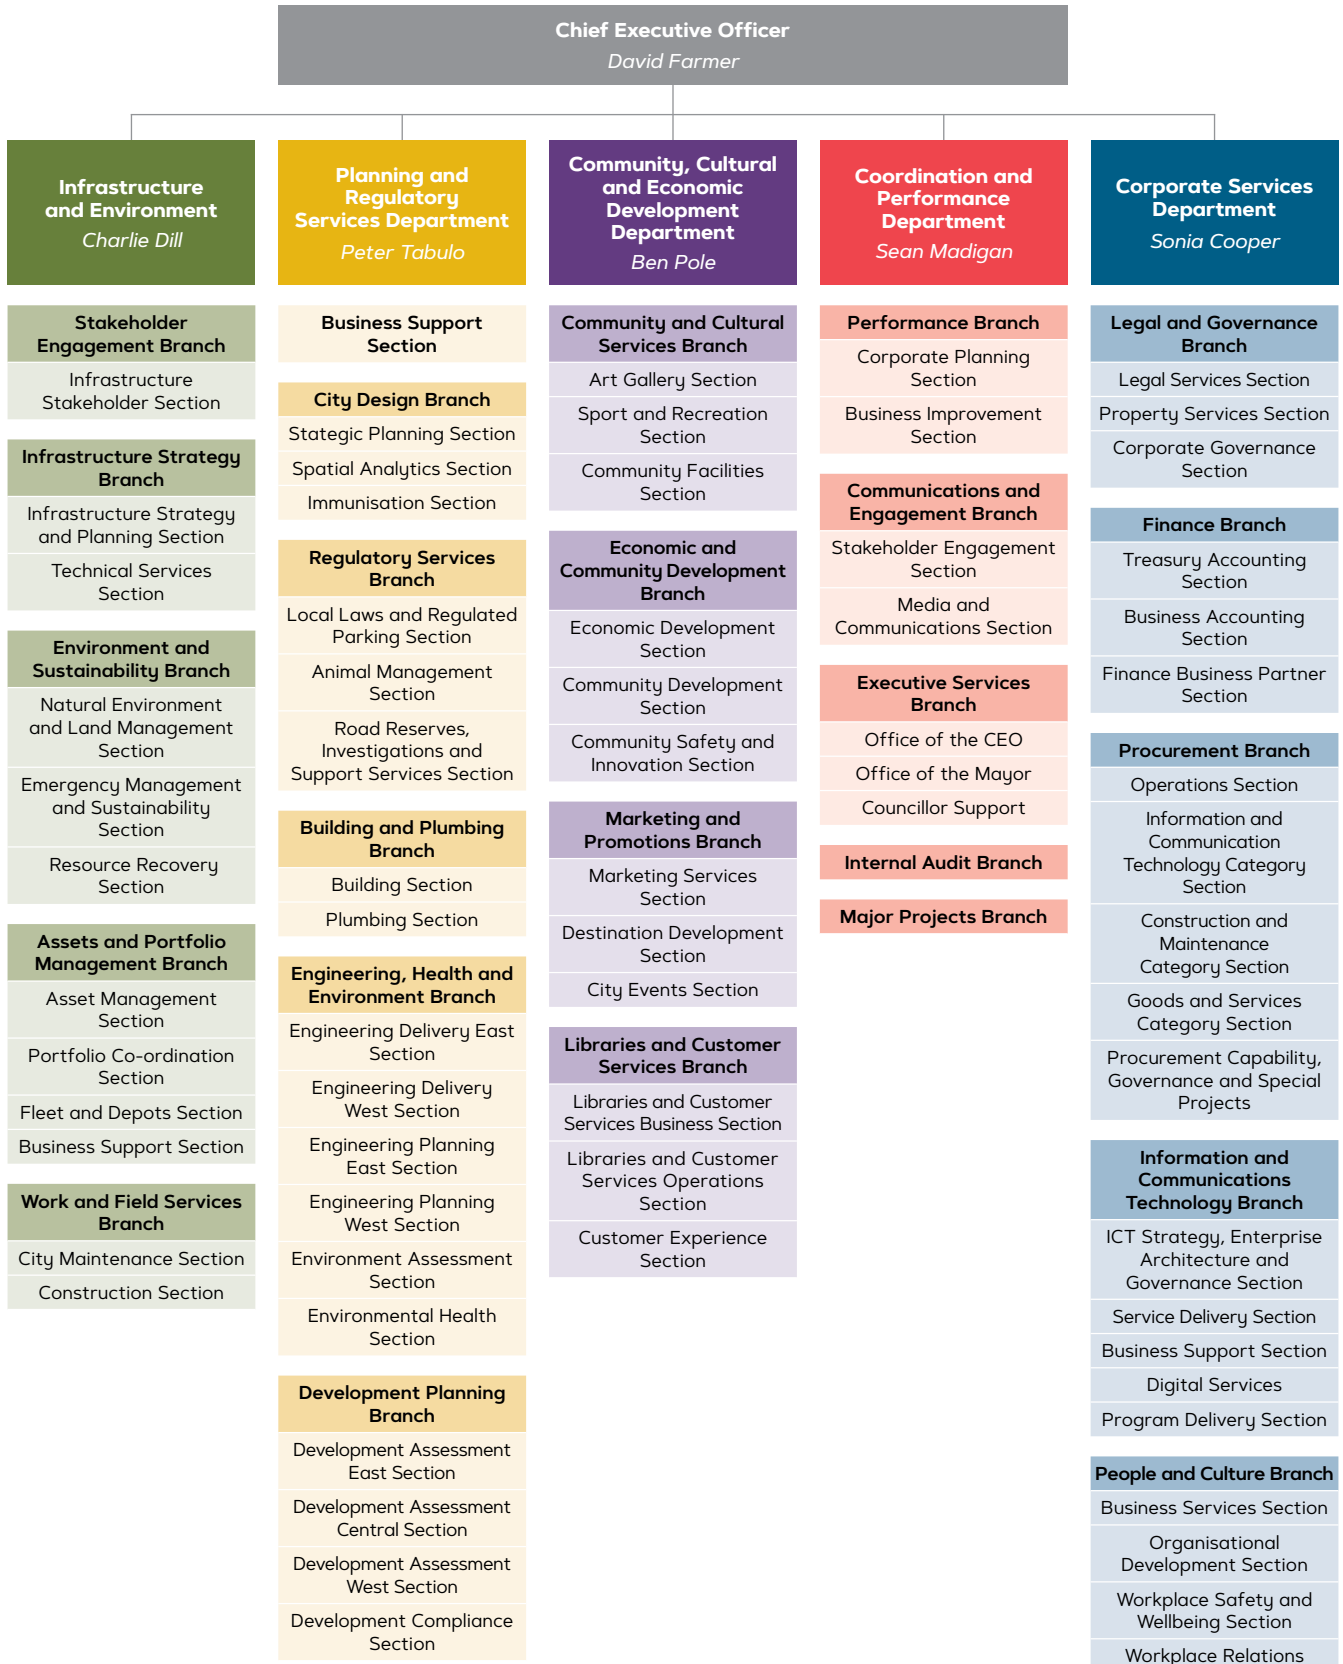 Chief Executive Officer
David Farmer
Infrastructure
and Environment
Charlie Dill
Stakeholder
Engagement Branch
Infrastructure
Stakeholder Section
Infrastructure Strategy
Branch
Infrastructure Strategy
and Planning Section
Technical Services
Section
Environment and
Sustainability Branch
Natural Environment
and Land Management
Section
Emergency Management
and Sustainability
Section
Resource Recovery
Section
Assets and Portfolio
Management Branch
Asset Management
Section
Portfolio Co-ordination
Section
Fleet and Depots Section
Business Support Section
Work and Field Services
Branch
City Maintenance Section
Construction Section
Planning and
Regulatory
Services Department
Peter Tabulo
Business Support
Section
City Design Branch
Stategic Planning Section
Spatial Analytics Section
Immunisation Section
Regulatory Services
Branch
Local Laws and Regulated
Parking Section
Animal Management
Section
Road Reserves,
Investigations and
Support Services Section
Building and Plumbing
Branch
Building Section
Plumbing Section
Engineering, Health and
Environment Branch
Engineering Delivery East
Section
Engineering Delivery
West Section
Engineering Planning
East Section
Engineering Planning
West Section
Environment Assessment
Section
Environmental Health
Section
Development Planning
Branch
Development Assessment
East Section
Development Assessment
Central Section
Development Assessment
West Section
Development Compliance
Section
Community, Cultural
and Economic
Development
Department
Ben Pole
Community and Cultural
Services Branch
Art Gallery Section
Sport and Recreation
Section
Community Facilities
Section
Economic and
Community Development
Branch
Economic Development
Section
Community Development
Section
Community Safety and
Innovation Section
Marketing and
Promotions Branch
Marketing Services
Section
Destination Development
Section
City Events Section
Libraries and Customer
Services Branch
Libraries and Customer
Services Business Section
Libraries and Customer
Services Operations
Section
Customer Experience
Section
Coordination and
Performance
Department
Sean Madigan
Performance Branch
Corporate Planning
Section
Business Improvement
Section
Communications and
Engagement Branch
Stakeholder Engagement
Section
Media and
Communications Section
Executive Services
Branch
Office of the CEO
Office of the Mayor
Councillor Support
Internal Audit Branch
Major Projects Branch
Corporate Services
Department
Sonia Cooper
Legal and Governance
Branch
Legal Services Section
Property Services Section
Corporate Governance
Section
Finance Branch
Treasury Accounting
Section
Business Accounting
Section
Finance Business Partner
Section
Procurement Branch
Operations Section
Information and
Communication
Technology Category
Section
Construction and
Maintenance
Category Section
Goods and Services
Category Section
Procurement Capability,
Governance and Special
Projects
Information and
Communications
Technology Branch
ICT Strategy, Enterprise
Architecture and
Governance Section
Service Delivery Section
Business Support Section
Digital Services
Program Delivery Section
People and Culture Branch
Business Services Section
Organisational
Development Section
Workplace Safety and
Wellbeing Section
Workplace Relations